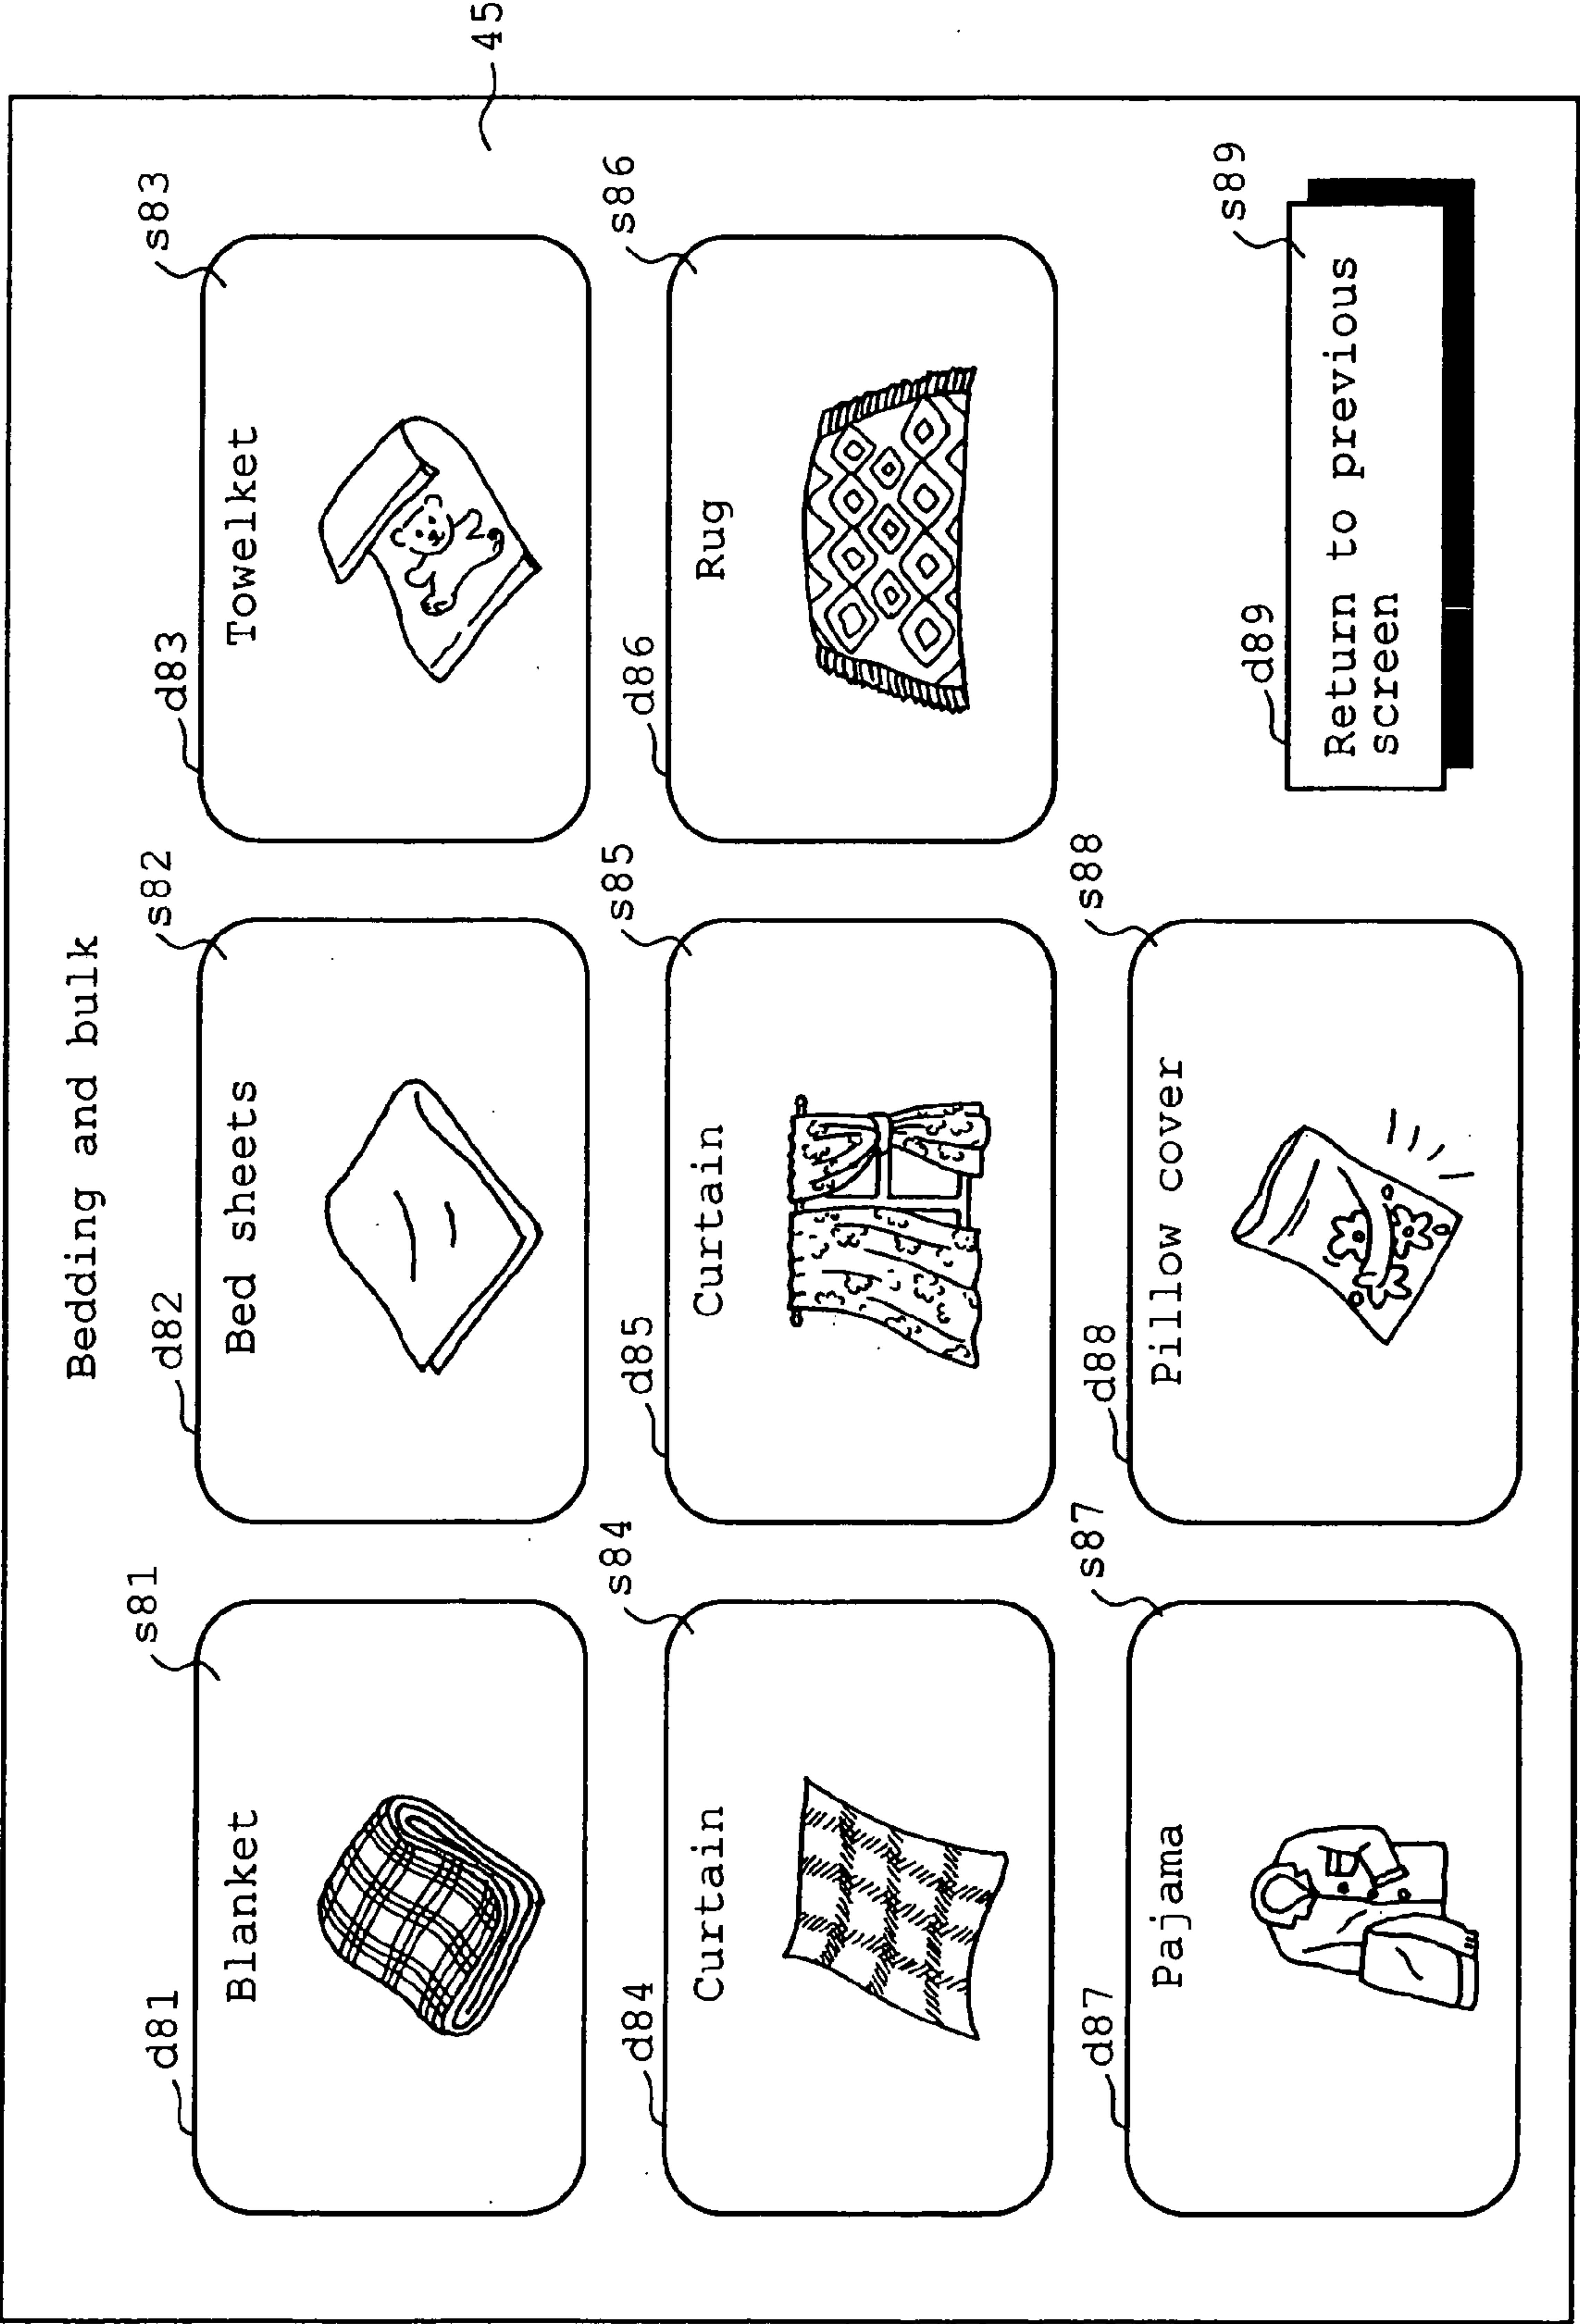 Bedding and bulk
45
d81
s81
Blanket
d82
s82
Bed sheets
d83
s83
Towelket
d84
s84
Curtain
d85
s85
Curtain
d86
s86
Rug
d87
s87
Pajama
d88
s88
Pillow cover
d89
s89
Return to previous
screen